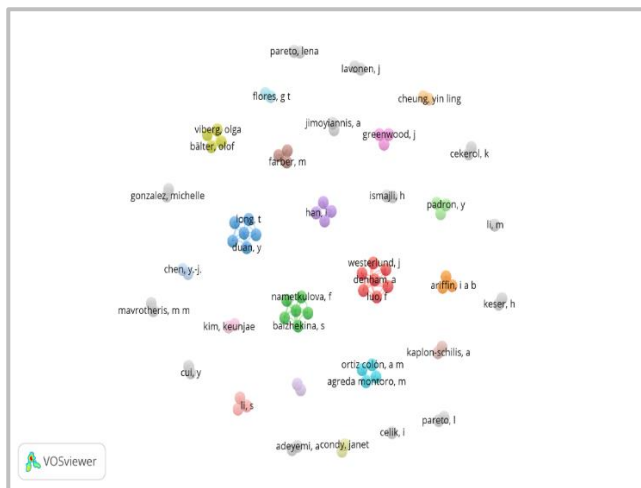 pareto, lena
lavonen, j
flores, g t
cheung, yin ling
viberg, olga
jimoyiannis, a
greenwood, j
bälter, olof
farber, m
cekerol, k
gonzalez, michelle
ismajli, h
padron, y
han, i
jong, t
li, m
duan, y
westerlund, j
chen, y.-j.
denham, a
ariffin, i a b
nametkulova, f
luo, f
mavrotheris, m m
keser, h
kim, keunjae
balzhekina, s
kaplon-schilis, a
ortiz colón, a m
cui, y
agreda montoro, m
li, s
pareto, l
celik, i
adeyemi, a
condy, janet
VOSviewer